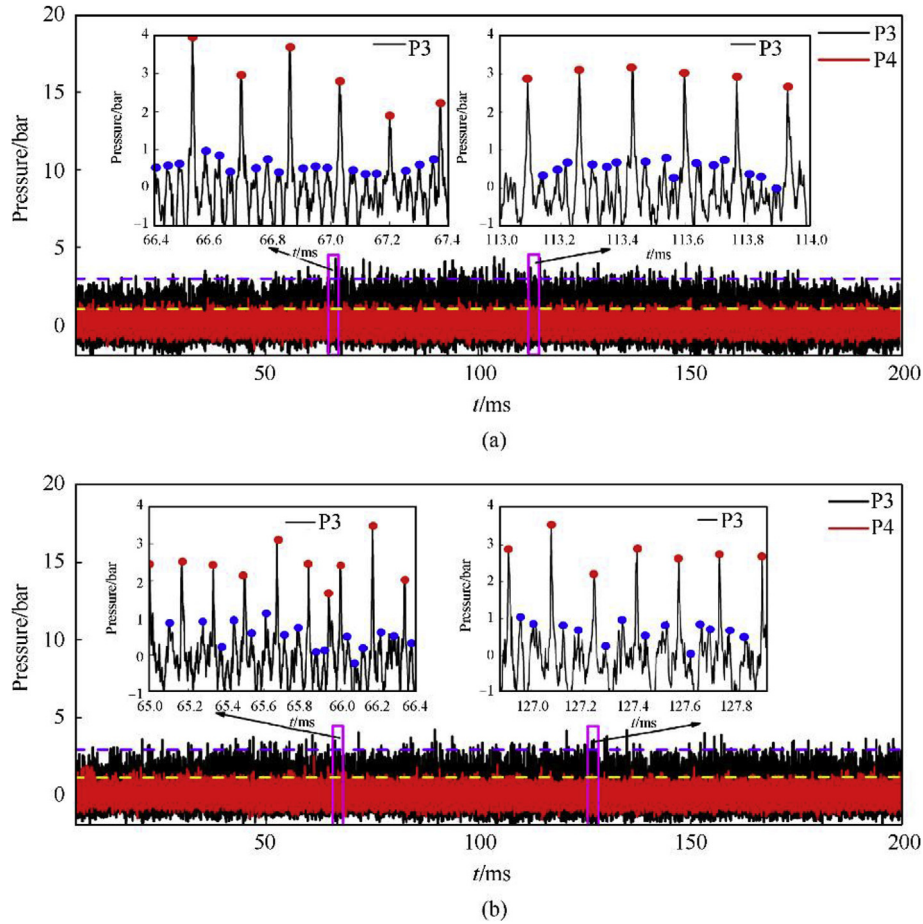 20
4
P3
4
P3
P3
P4
3
3
15
2
2
Pressure/bar
Pressure/bar
1
1
Pressure/bar
10
0
0
−1
−1
66.4 66.6 66.8 67.0 67.2 67.4
113.0 113.2 113.4 113.6 113.8 114.0
5
t/ms
t/ms
0
50 100 150 200
t/ms
(a)
20
4
P3
4
P3
P3
P4
3
3
15
2
2
Pressure/bar
Pressure/bar
1
1
Pressure/bar
10
0
0
−1
−1
65.0 65.2 65.4 65.6 65.8 66.0 66.2 66.4
127.0 127.2 127.4 127.6 127.8
5
t/ms
t/ms
0
50 100 150 200
t/ms
(b)